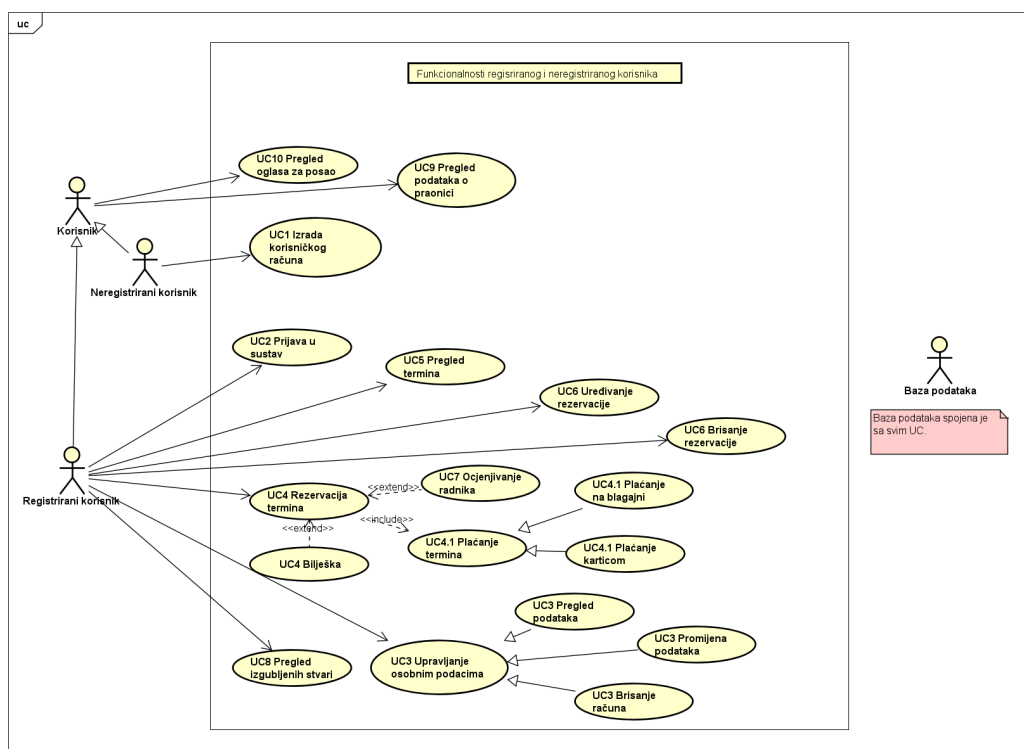 uc
Funkcionalnosti regisriranog i neregistriranog korisnika
UC10 Pregled
oglasa za posao
UC9 Pregled
podataka o
praonici
Korisnik
UC1 Izrada
korisničkog
računa
Neregistrirani korisnik
UC2 Prijava u
sustav
UC5 Pregled
termina
Baza podataka
UC6 Uređivanje
rezervacije
Baza podataka spojena je
sa svim UC.
UC6 Brisanje
rezervacije
Registrirani korisnik
UC4 Rezervacija
termina
<<extend>>
UC7 Ocjenjivanje
radnika
UC4.1 Plaćanje
na blagajni
<<extend>>
<<include>>
UC4.1 Plaćanje
termina
UC4.1 Plaćanje
karticom
UC4 Bilješka
UC3 Pregled
podataka
UC3 Promijena
podataka
UC8 Pregled
izgubljenih stvari
UC3 Upravljanje
osobnim podacima
UC3 Brisanje
računa